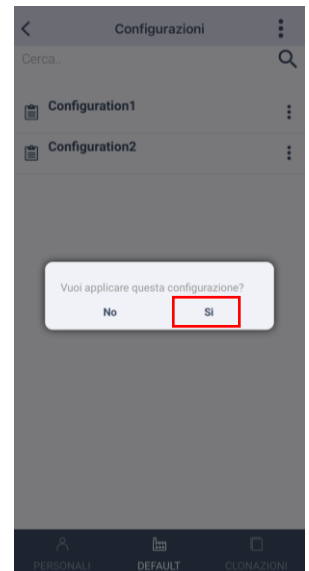 Configurazioni
Cerca..
Configuration1
Configuration2
Vuoi applicare questa configurazione?
No Si
PERSONALI DEFAULT CLONAZIONI